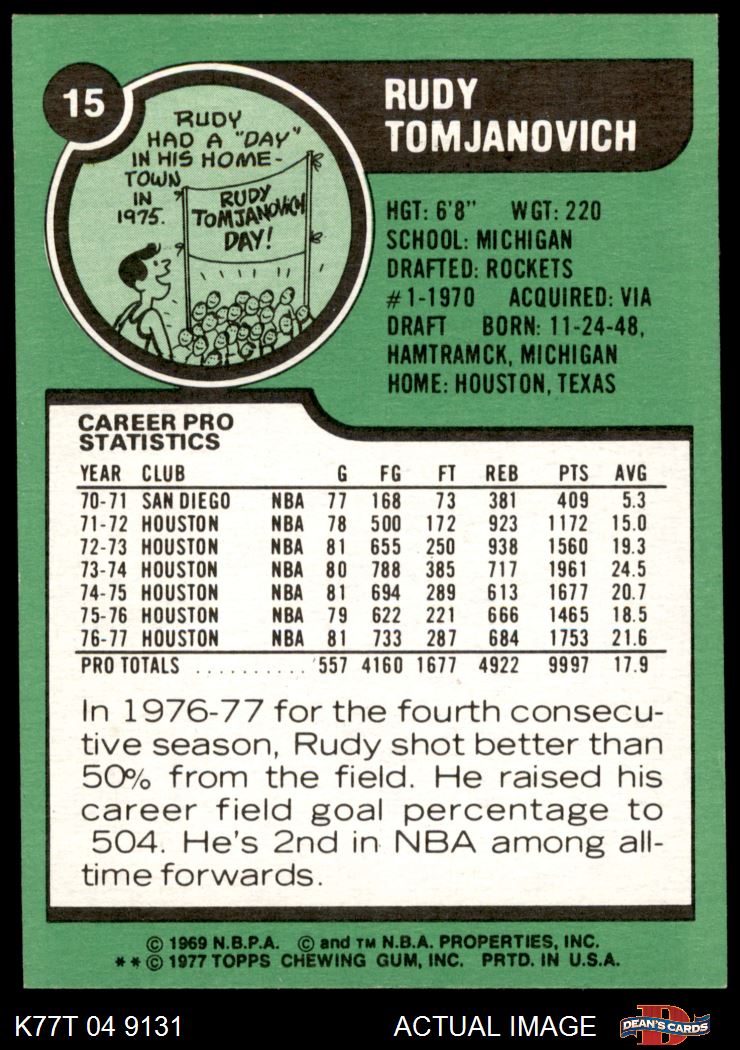 15
RUDY
TOMJANOVICH
RUDY
HAD A "DAY"
IN HIS HOME-
TOWN
IN
1975.
RUDY
TOMJANOVICH
DAY!
HGT: 6'8" WGT: 220
SCHOOL: MICHIGAN
DRAFTED: ROCKETS
#1-1970 ACQUIRED: VIA
DRAFT BORN: 11-24-48,
HAMTRAMCK, MICHIGAN
HOME: HOUSTON, TEXAS
CAREER PRO
STATISTICS
YEAR CLUB G FG FT REB PTS AVG
70-71 SAN DIEGO NBA 77 168 73 381 409 5.3
71-72 HOUSTON NBA 78 500 172 923 1172 15.0
72-73 HOUSTON NBA 81 655 250 938 1560 19.3
73-74 HOUSTON NBA 80 788 385 717 1961 24.5
74-75 HOUSTON NBA 81 694 289 613 1677 20.7
75-76 HOUSTON NBA 79 622 221 666 1465 18.5
76-77 HOUSTON NBA 81 733 287 684 1753 21.6
PRO TOTALS .......... 557 4160 1677 4922 9997 17.9
In 1976-77 for the fourth consecu-
tive season, Rudy shot better than
50% from the field. He raised his
career field goal percentage to
504. He's 2nd in NBA among all-
time forwards.
© 1969 N.B.P.A. © and TM N.B.A. PROPERTIES, INC.
**© 1977 TOPPS CHEWING GUM, INC. PRTD. IN U.S.A.
K77T 04 9131 ACTUAL IMAGE DEAN'S CARDS